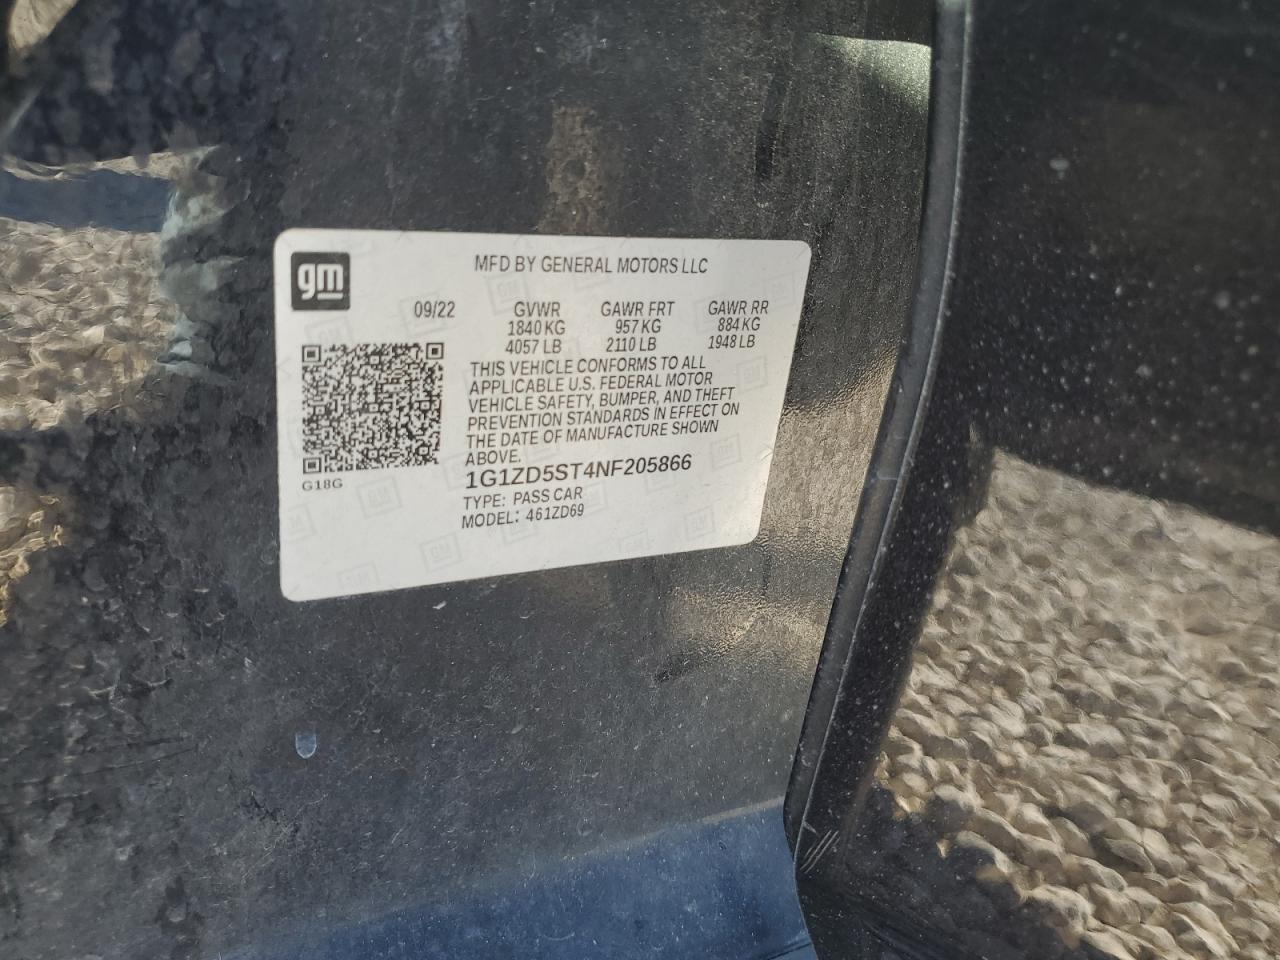 gm
MFD BY GENERAL MOTORS LLC
09/22 GVWR GAWR FRT GAWR RR
1840 KG 957 KG 884 KG
4057 LB 2110 LB 1948 LB
THIS VEHICLE CONFORMS TO ALL
APPLICABLE U.S. FEDERAL MOTOR
VEHICLE SAFETY, BUMPER, AND THEFT
PREVENTION STANDARDS IN EFFECT ON
THE DATE OF MANUFACTURE SHOWN
ABOVE.
1G1ZD5ST4NF205866
G18G
TYPE: PASS CAR
MODEL: 461ZD69